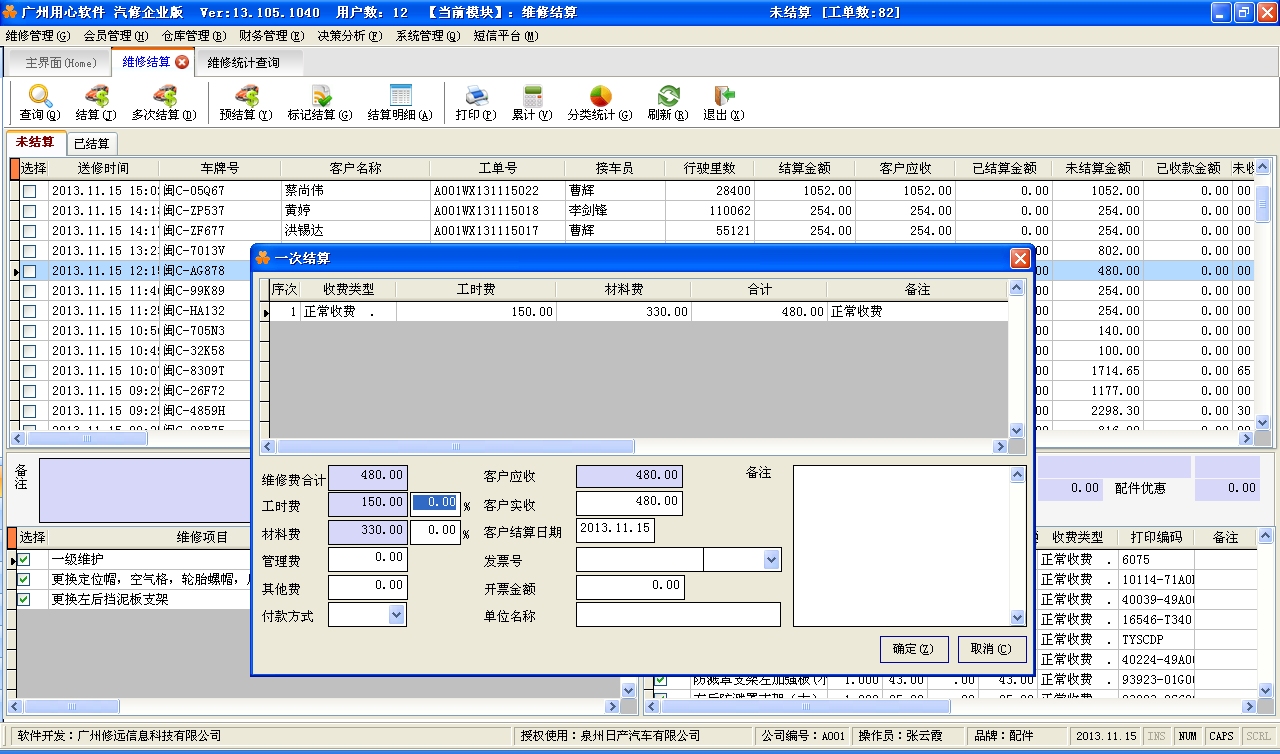 广州用心软件 汽修企业版 Ver:13.105.1040 用户数: 12 【当前模块】: 维修结算 未结算 [工单数:82]
维修管理(G) 会员管理(H) 仓库管理(B) 财务管理(E) 决策分析(F) 系统管理(Q) 短信平台(M)
主界面(Home) 维修结算 维修统计查询
查询(Q) 结算(T) 多次结算(D) 预结算(Y) 标记结算(G) 结算明细(A) 打印(P) 累计(V) 分类统计(G) 刷新(R) 退出(X)
未结算 已结算
选择 送修时间 车牌号 客户名称 工单号 接车员 行驶里数 结算金额 客户应收 已结算金额 未结算金额 已收款金额 未收
2013.11.15 15:0 闽C-05Q67 蔡尚伟 A001WX131115022 曹辉 28400 1052.00 1052.00 0.00 1052.00 0.00 00
2013.11.15 14:1 闽C-ZP537 黄婷 A001WX131115018 李剑锋 110062 254.00 254.00 0.00 254.00 0.00 00
2013.11.15 14:1 闽C-ZF677 洪锡达 A001WX131115017 曹辉 55121 254.00 254.00 0.00 254.00 0.00 00
2013.11.15 13:2 闽C-7013V 802.00 0.00 00
2013.11.15 12:1 闽C-AG878 480.00 0.00 00
2013.11.15 11:4 闽C-99K89 254.00 0.00 00
2013.11.15 11:2 闽C-HA132 254.00 0.00 00
2013.11.15 10:5 闽C-705N3 140.00 0.00 00
2013.11.15 10:4 闽C-32K58 100.00 0.00 00
2013.11.15 10:0 闽C-8309T 1714.65 0.00 65
2013.11.15 09:2 闽C-26F72 1177.00 0.00 00
2013.11.15 09:2 闽C-4859H 2298.30 0.00 30
一次结算
序次 收费类型 工时费 材料费 合计 备注
1 正常收费 . 150.00 330.00 480.00 正常收费
维修费合计 480.00 客户应收 480.00 备注
工时费 150.00 0.00 % 客户实收 480.00
材料费 330.00 0.00 % 客户结算日期 2013.11.15
管理费 0.00 发票号
其他费 0.00 开票金额 0.00
付款方式 单位名称
确定(Z) 取消(C)
备注
0.00 配件优惠 0.00
选择 维修项目
一级维护
更换定位帽，空气格，轮胎螺帽，
更换左后挡泥板支架
收费类型 打印编码 备注
正常收费 . 6075
正常收费 . 10114-71A0
正常收费 . 40039-49A0
正常收费 . 16546-T340
正常收费 . TYSCDP
正常收费 . 40224-49A0
防溅罩支架左加强板(小 1.000 43.00 .00 43.00 正常收费 . 93923-01G0
软件开发：广州修远信息科技有限公司 授权使用：泉州日产汽车有限公司 公司编号：A001 操作员：张云霞 品牌：配件 2013.11.15 INS NUM CAPS SCRL